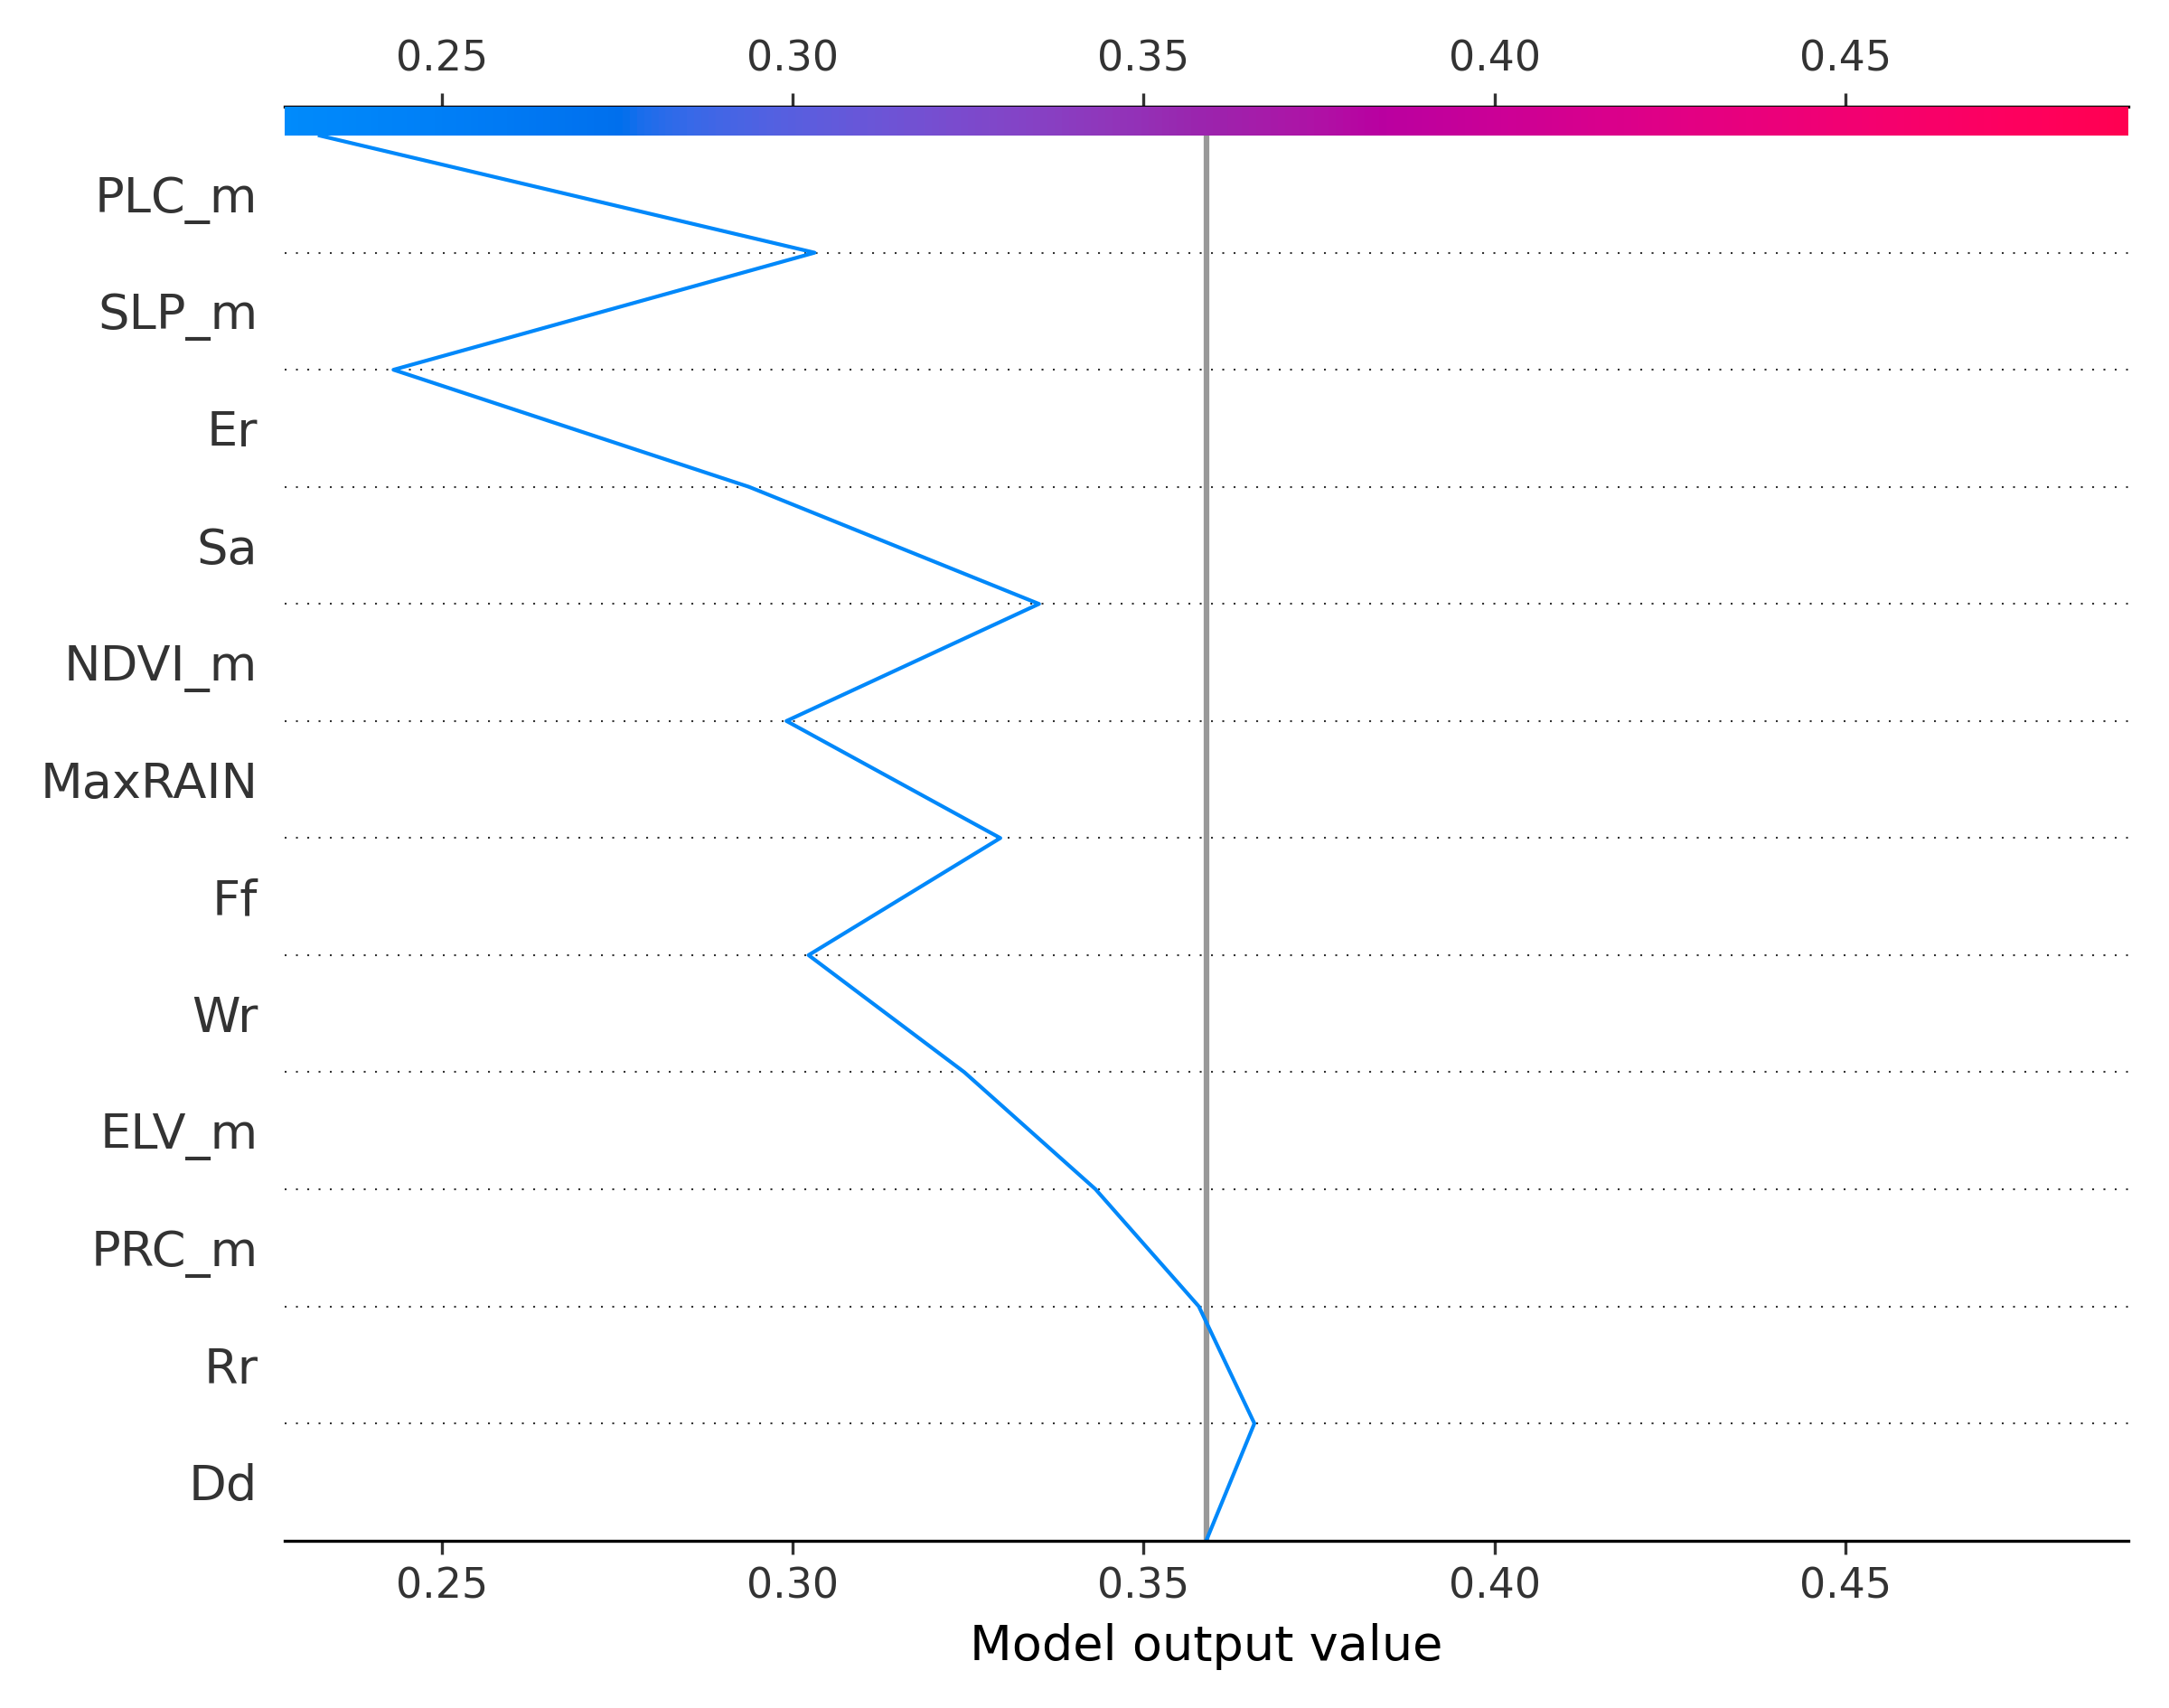 0.25 0.30 0.35 0.40 0.45
PLC_m
SLP_m
Er
Sa
NDVI_m
MaxRAIN
Ff
Wr
ELV_m
PRC_m
Rr
Dd
0.25 0.30 0.35 0.40 0.45
Model output value